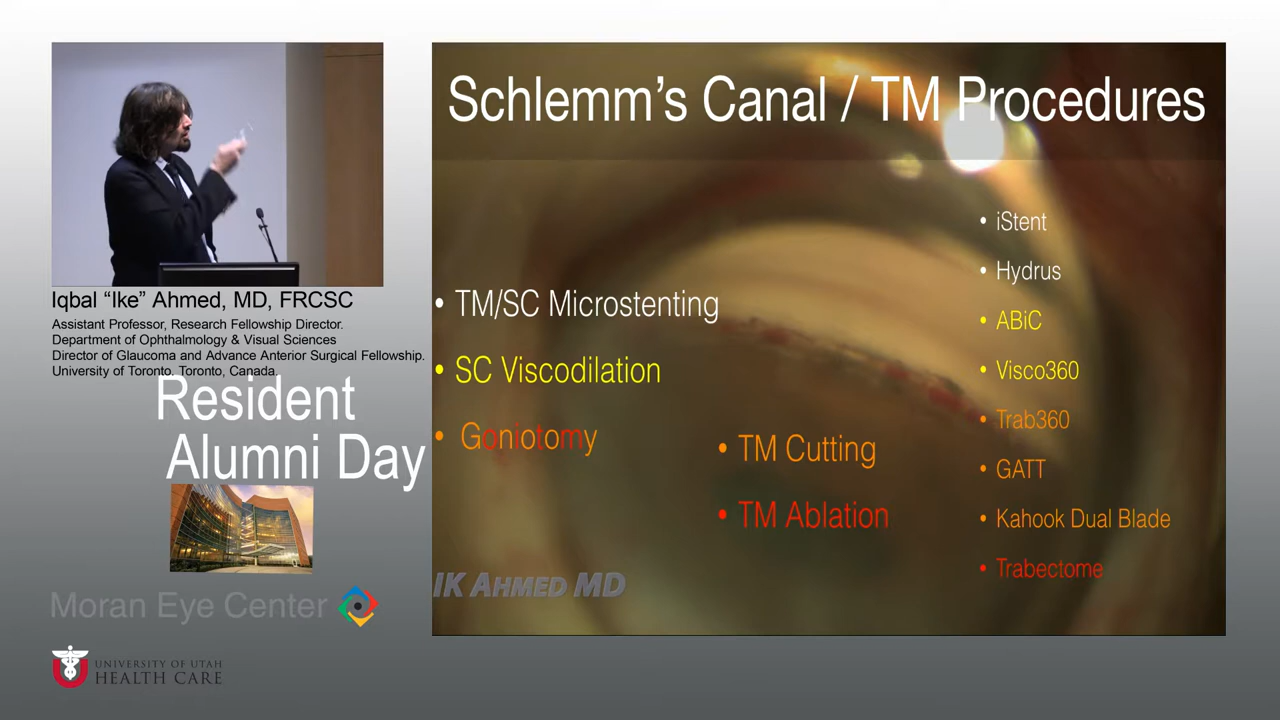 Schlemm's Canal / TM Procedures
• iStent
• Hydrus
• TM/SC Microstenting
• ABiC
• SC Viscodilation
• Visco360
• Goniotomy
• Trab360
• TM Cutting
• GATT
• TM Ablation
• Kahook Dual Blade
• Trabectome
IK AHMED MD
Iqbal “Ike” Ahmed, MD, FRCSC
Assistant Professor, Research Fellowship Director.
Department of Ophthalmology & Visual Sciences
Director of Glaucoma and Advance Anterior Surgical Fellowship.
University of Toronto. Toronto, Canada.
Resident
Alumni Day
Moran Eye Center
UNIVERSITY OF UTAH
HEALTH CARE